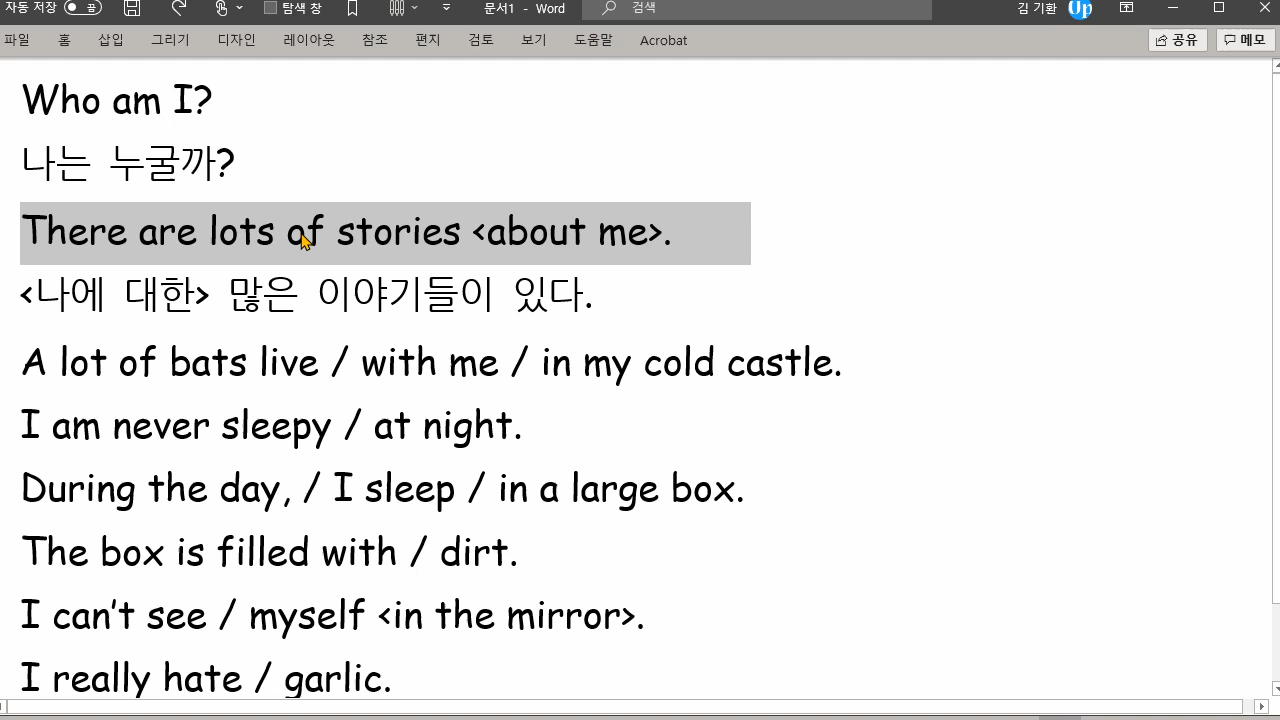 자동 저장 끔 탐색 창 문서1 - Word 검색 김 기환 Up
파일 홈 삽입 그리기 디자인 레이아웃 참조 편지 검토 보기 도움말 Acrobat 공유 메모
Who am I?
나는 누굴까?
There are lots of stories <about me>.
<나에 대한> 많은 이야기들이 있다.
A lot of bats live / with me / in my cold castle.
I am never sleepy / at night.
During the day, / I sleep / in a large box.
The box is filled with / dirt.
I can't see / myself <in the mirror>.
I really hate / garlic.